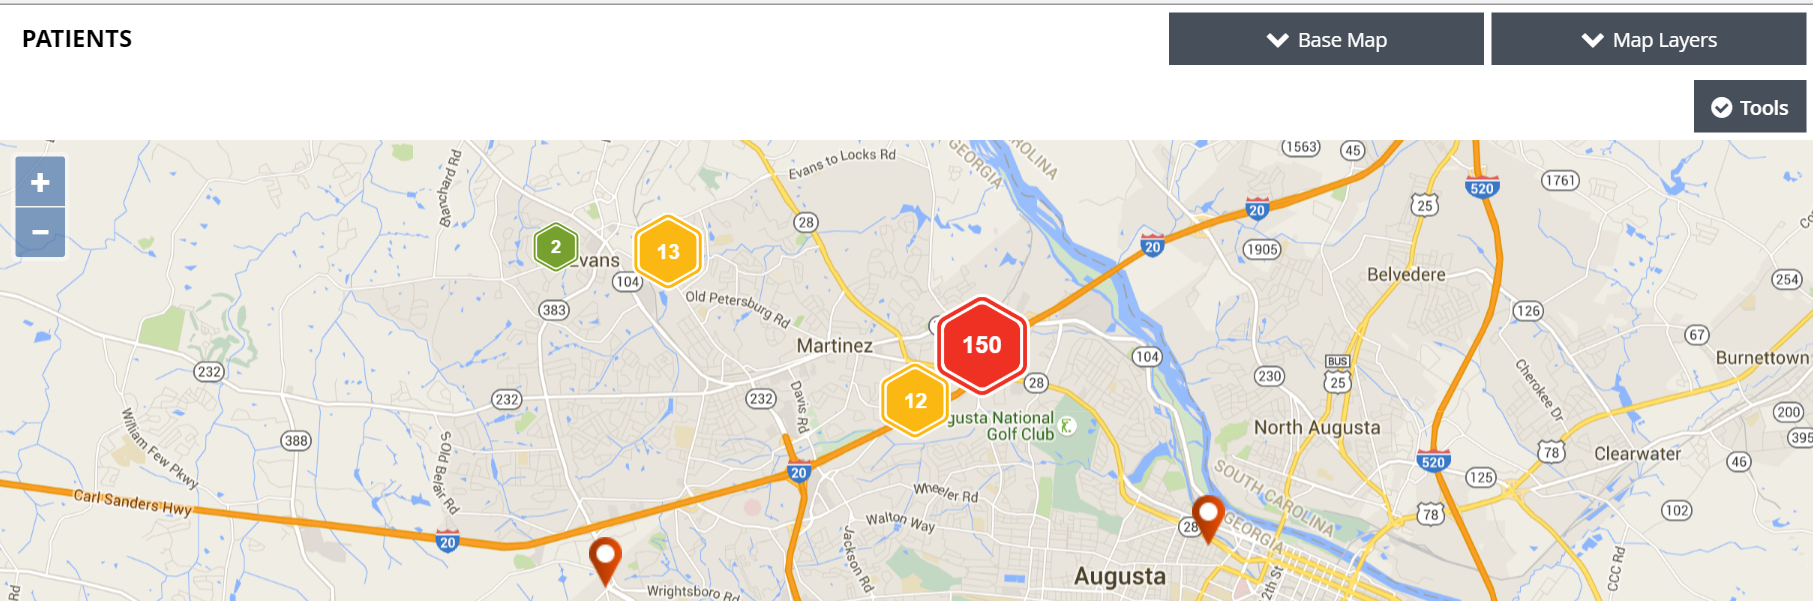 PATIENTS
Base Map
Map Layers
Tools
+
−
Blanchard Rd
Evans to Locks Rd
GEORGIA
ROLINA
1563
45
520
1761
28
25
20
20
1905
2
13
Evans
104
383
Old Petersburg Rd
Belvedere
254
126
67
Burnettown
Martinez
150
104
28
BUS
25
230
Cherokee Dr
232
232
232
Davis Rd
12
gusta National
Golf Club
200
395
North Augusta
William Few Pkwy
388
S Old Belair Rd
20
520
78
Clearwater
46
125
Carl Sanders Hwy
Wheeler Rd
SOUTH CAROLINA
GEORGIA
78
102
20
Walton Way
28
Jackson Rd
Augusta
2th St
CCC Rd
Wrightsboro Rd
Rd